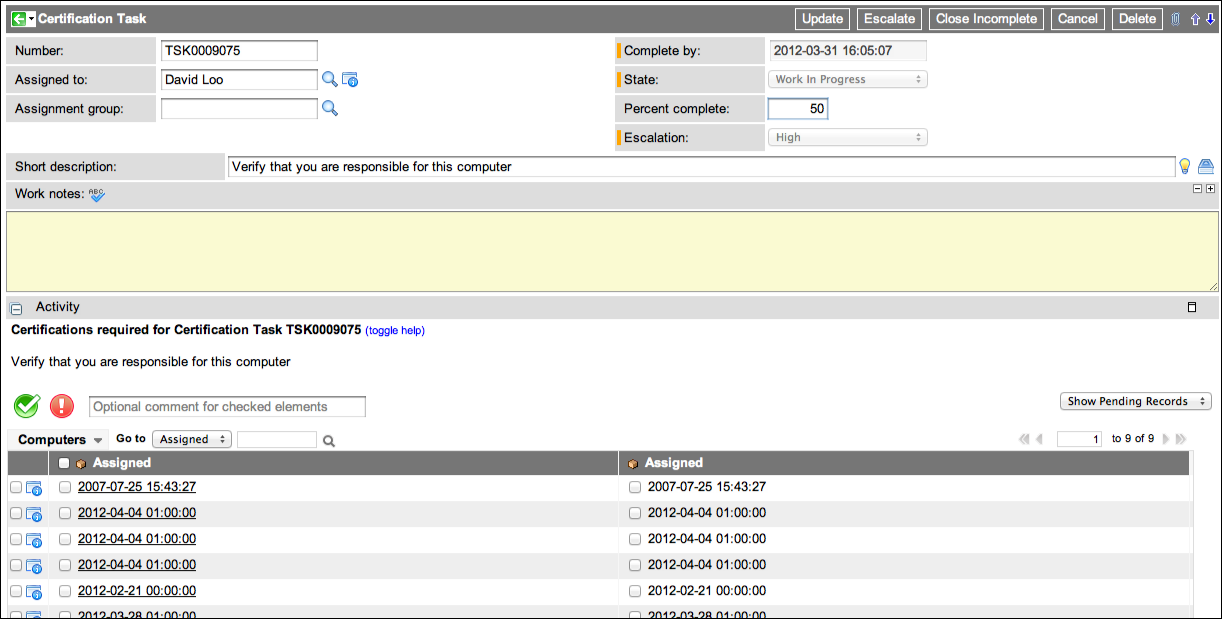 Certification Task Update Escalate Close Incomplete Cancel Delete
Number: TSK0009075 Complete by: 2012-03-31 16:05:07
Assigned to: David Loo State: Work In Progress
Assignment group: Percent complete: 50
Escalation: High
Short description: Verify that you are responsible for this computer
Work notes: ABC
Activity
Certifications required for Certification Task TSK0009075 (toggle help)
Verify that you are responsible for this computer
Optional comment for checked elements Show Pending Records
Computers Go to Assigned 1 to 9 of 9
Assigned Assigned
2007-07-25 15:43:27 2007-07-25 15:43:27
2012-04-04 01:00:00 2012-04-04 01:00:00
2012-04-04 01:00:00 2012-04-04 01:00:00
2012-04-04 01:00:00 2012-04-04 01:00:00
2012-02-21 00:00:00 2012-02-21 00:00:00
2012-03-28 01:00:00 2012-03-28 01:00:00